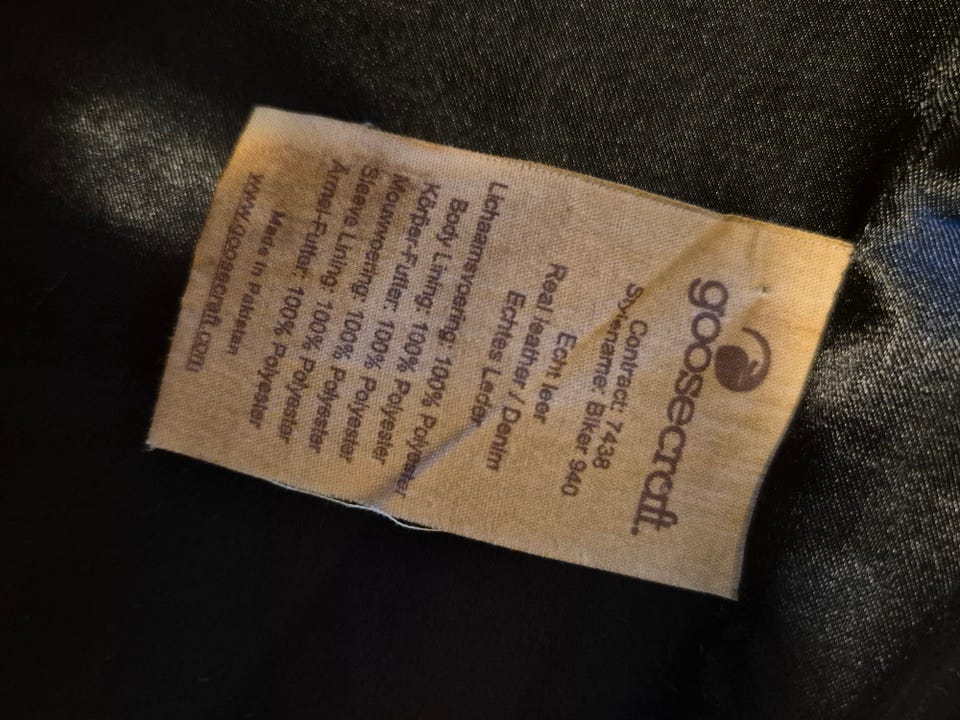 goosecraft.
Contract: 7438
Stylename: Biker 940
Echt leer
Real leather / Denim
Echtes Leder
Lichaamsvoering: 100% Polyester
Body Lining: 100% Polyester
Körper-Futter: 100% Polyester
Mouwvoering: 100% Polyester
Sleeve Lining: 100% Polyester
Armel-Futter: 100% Polyester
Made in Pakistan
www.goosecraft.com